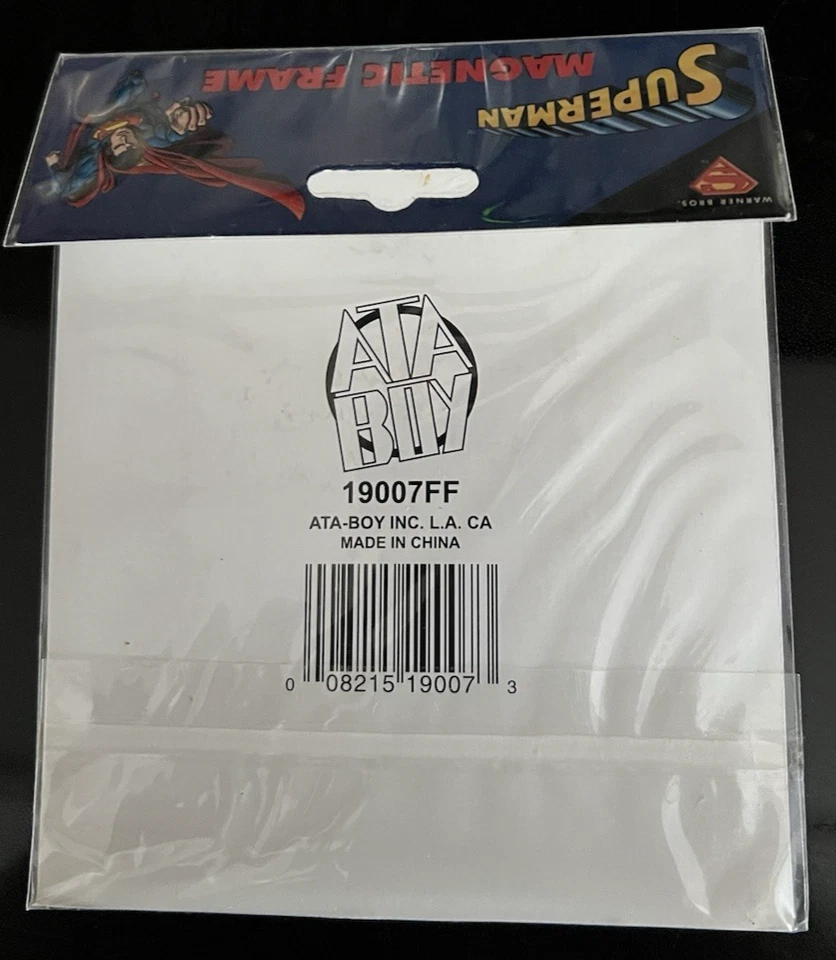 MAGNETIC FRAME
SUPERMAN
S
TM
WARNER BROS.
ATA
BOY
19007FF
ATA-BOY INC. L.A. CA
MADE IN CHINA
0 08215 19007 3